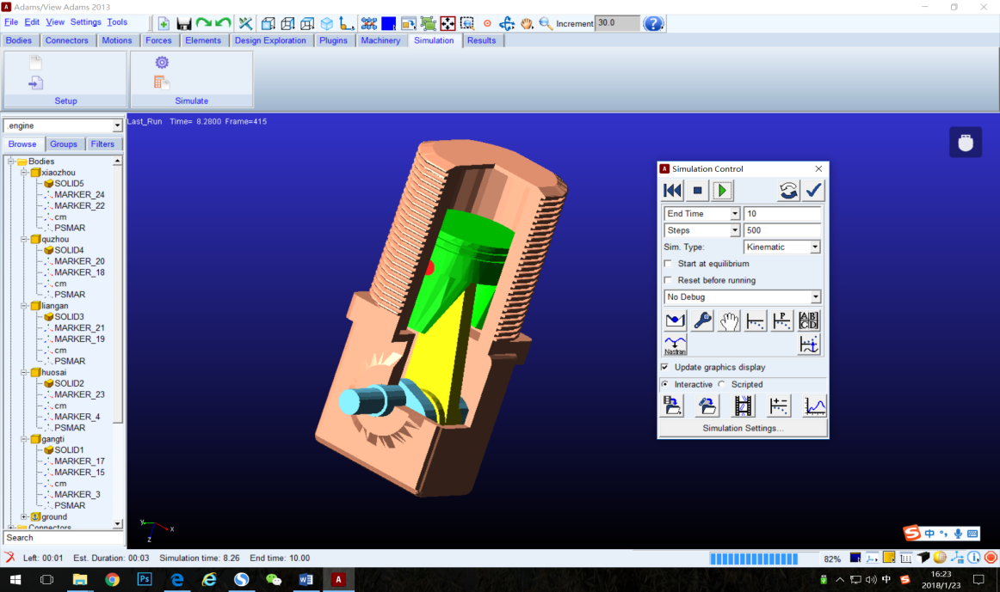 Adams/View Adams 2013
File Edit View Settings Tools
Increment 30.0
Bodies Connectors Motions Forces Elements Design Exploration Plugins Machinery Simulation Results
Setup Simulate
.engine
Browse Groups Filters
Last_Run Time= 8.2800 Frame=415
Bodies
xiaozhou
SOLID5
MARKER_24
MARKER_22
cm
PSMAR
quzhou
SOLID4
MARKER_20
MARKER_18
cm
PSMAR
liangan
SOLID3
MARKER_21
MARKER_19
cm
PSMAR
huosai
SOLID2
MARKER_23
cm
MARKER_4
PSMAR
gangti
SOLID1
MARKER_17
MARKER_15
cm
MARKER_3
PSMAR
ground
Connectors
Search
Simulation Control
End Time 10
Steps 500
Sim. Type: Kinematic
Start at equilibrium
Reset before running
No Debug
P
A B C D
Nastran
Update graphics display
Interactive Scripted
Simulation Settings...
Y X
Z
中
Left: 00:01 Est. Duration: 00:03 Simulation time: 8.26 End time: 10.00 82%
Ps
中
16:23
2018/1/23